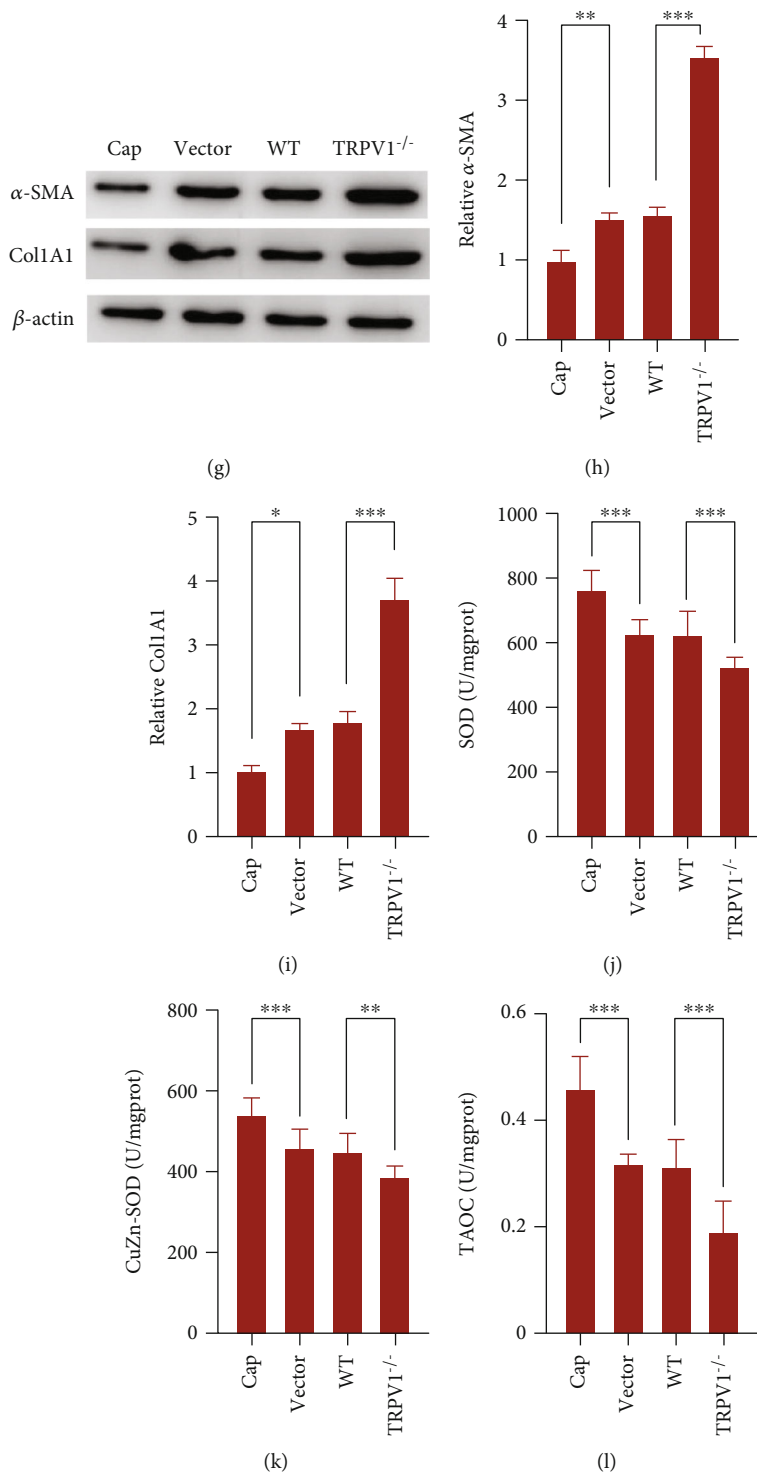 Cap Vector WT TRPV1-/-
α-SMA
Col1A1
β-actin
(g)
Relative α-SMA
4
3
2
1
0
** ***
Cap Vector WT TRPV1-/-
(h)
Relative Col1A1
5
4
3
2
1
0
* ***
Cap Vector WT TRPV1-/-
(i)
SOD (U/mgprot)
1000
800
600
400
200
0
*** ***
Cap Vector WT TRPV1-/-
(j)
CuZn-SOD (U/mgprot)
800
600
400
200
0
*** **
Cap Vector WT TRPV1-/-
(k)
TAOC (U/mgprot)
0.6
0.4
0.2
0
*** ***
Cap Vector WT TRPV1-/-
(l)